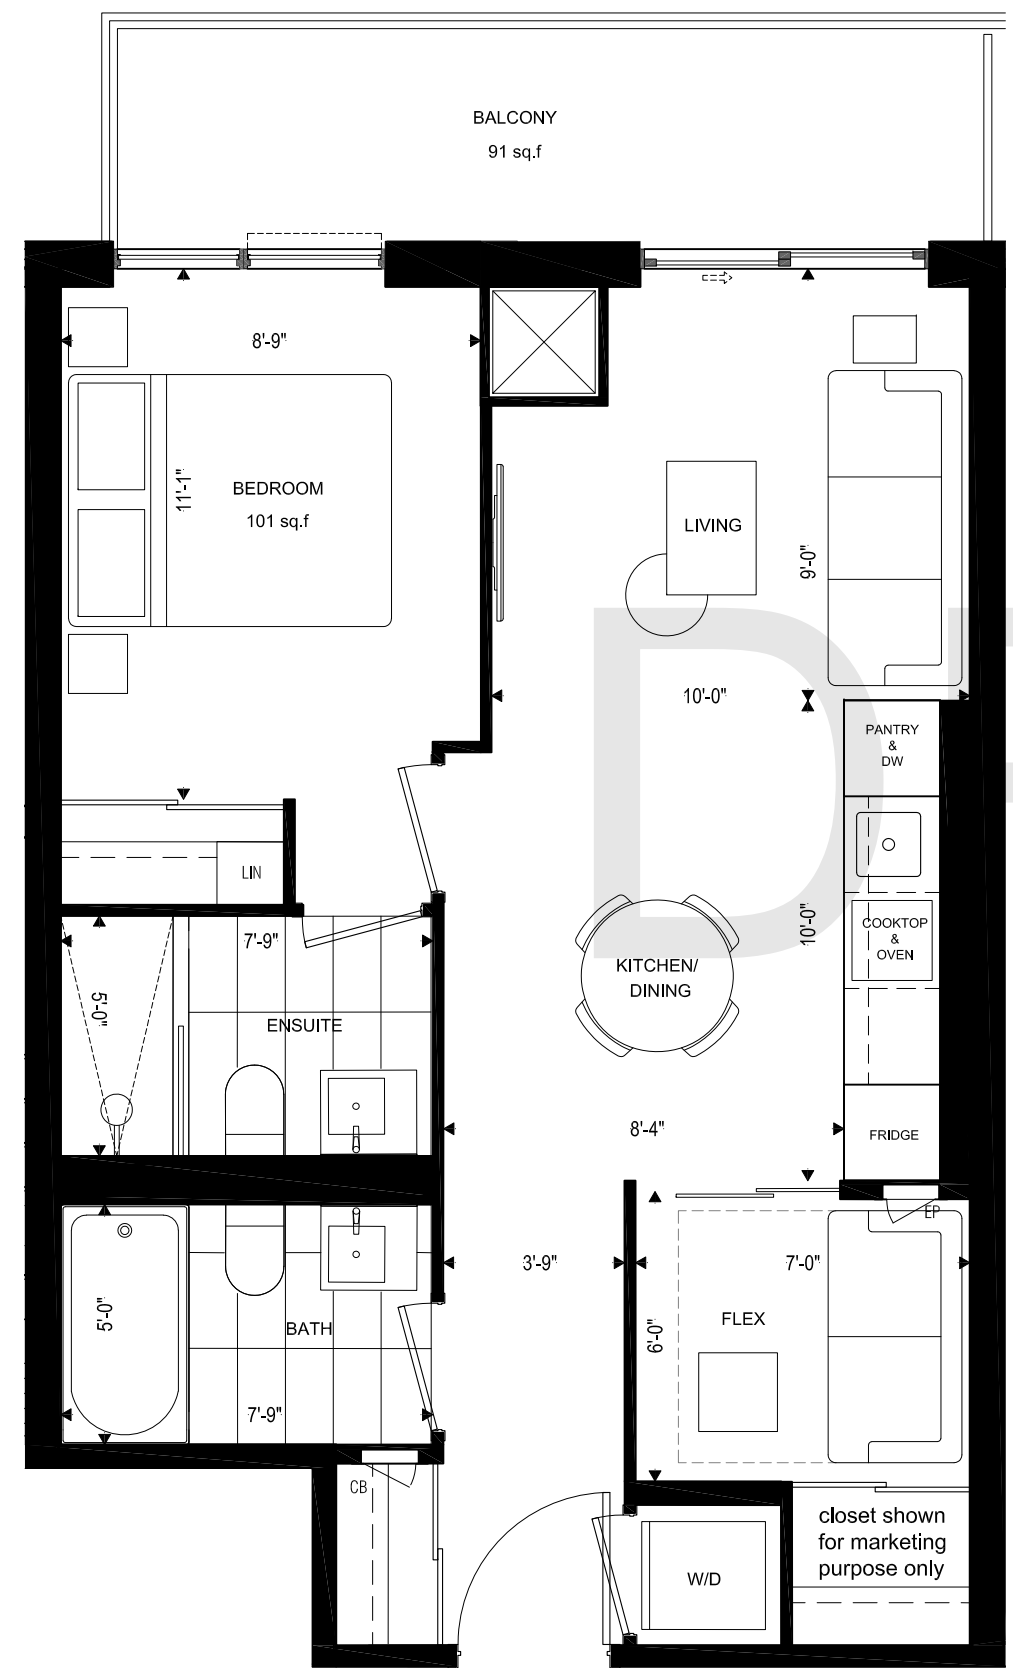 BALCONY
91 sq.f
8'-9"
11'-1"
BEDROOM
101 sq.f
LIVING
9'-0"
10'-0"
PANTRY
&
DW
LIN
COOKTOP
&
OVEN
10'-0"
7'-9"
5'-0"
ENSUITE
KITCHEN/
DINING
8'-4"
FRIDGE
EP
3'-9"
7'-0"
5'-0"
BATH
6'-0"
FLEX
7'-9"
CB
closet shown
for marketing
purpose only
W/D